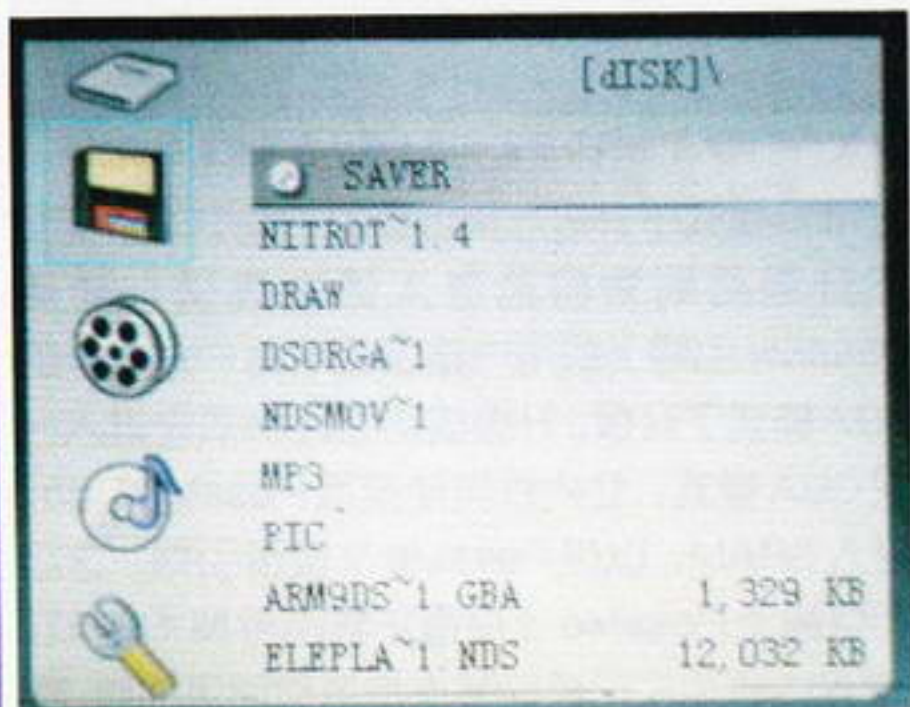 [dISK]\
SAVER
NITROT~1.4
DRAW
DSORGA~1
NDSMOV~1
MP3
PIC
ARM9DS~1.GBA 1,329 KB
ELEPLA~1.NDS 12,032 KB